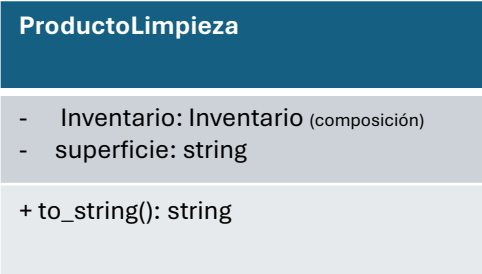 ProductoLimpieza
- Inventario: Inventario (composición)
- superficie: string
+ to_string(): string